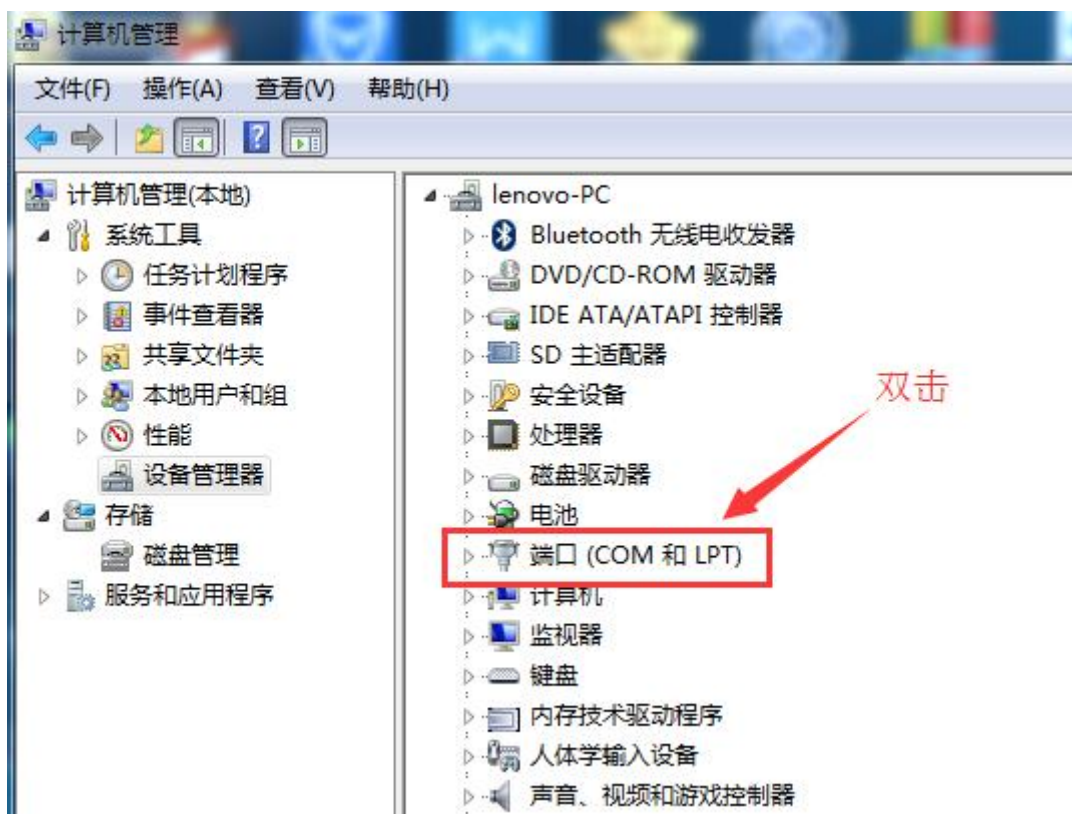 计算机管理
文件(F) 操作(A) 查看(V) 帮助(H)
计算机管理(本地)
系统工具
任务计划程序
事件查看器
共享文件夹
本地用户和组
性能
设备管理器
存储
磁盘管理
服务和应用程序
lenovo-PC
Bluetooth 无线电收发器
DVD/CD-ROM 驱动器
IDE ATA/ATAPI 控制器
SD 主适配器
安全设备
双击
处理器
磁盘驱动器
电池
端口 (COM 和 LPT)
计算机
监视器
键盘
内存技术驱动程序
人体学输入设备
声音、视频和游戏控制器